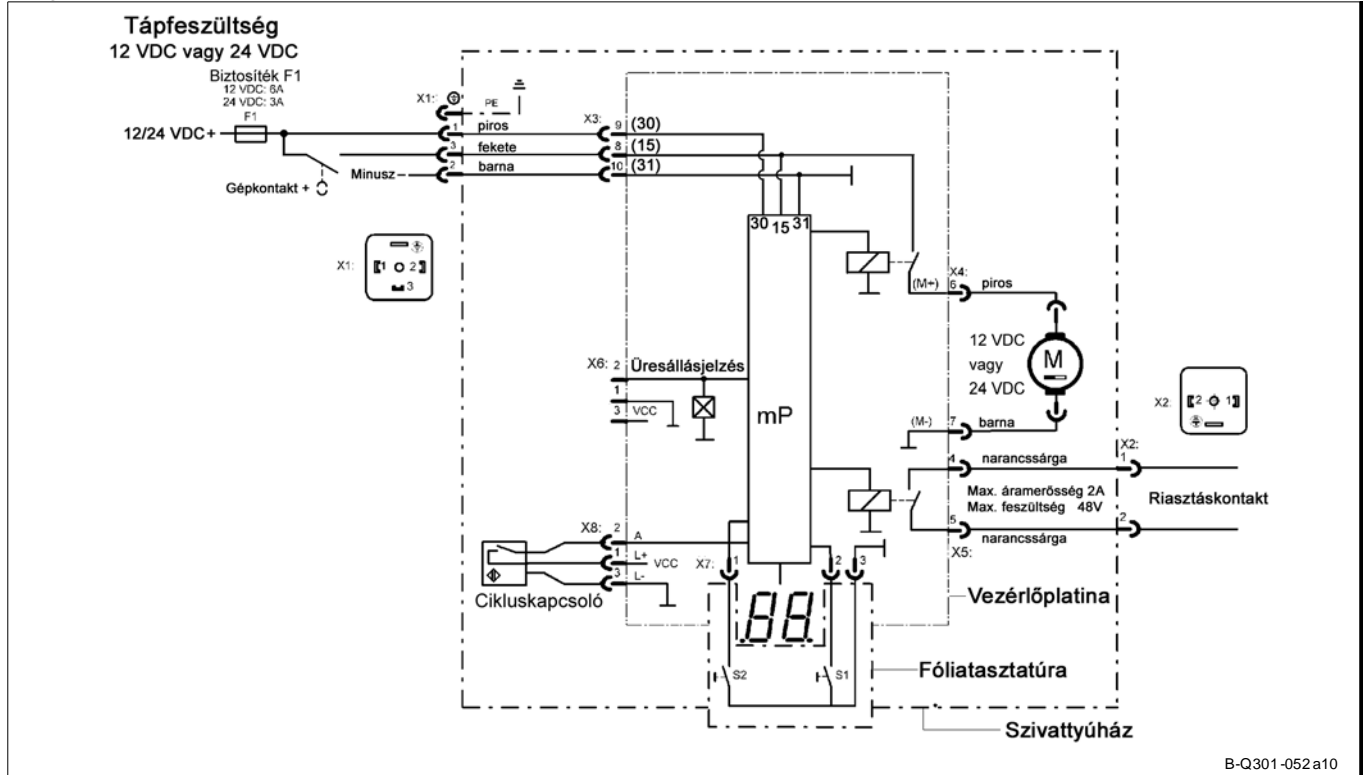 Tápfeszültség
12 VDC vagy 24 VDC
Biztosíték F1
12 VDC: 6A
24 VDC: 3A
F1
12/24 VDC+
Gépkontakt +
Minusz
X1:
PE
1
piros
3
fekete
2
barna
X3:
9
(30)
8
(15)
10
(31)
X1:
1
2
3
30 15 31
X4:
(M+)
6
piros
12 VDC
vagy
24 VDC
M
X6:
2
Üresállásjelzés
1
3
VCC
mP
(M-)
7
barna
X2:
2
1
X2:
4
narancssárga
1
Max. áramerősség 2A
Max. feszültség 48V
Riasztáskontakt
5
narancssárga
2
X5:
X8:
2
A
1
L+
VCC
3
L-
Cikluskapcsoló
X7:
1
2
3
88
S2
S1
Vezérlőplatina
Fóliatasztatúra
Szivattyúház
B-Q301-052a10